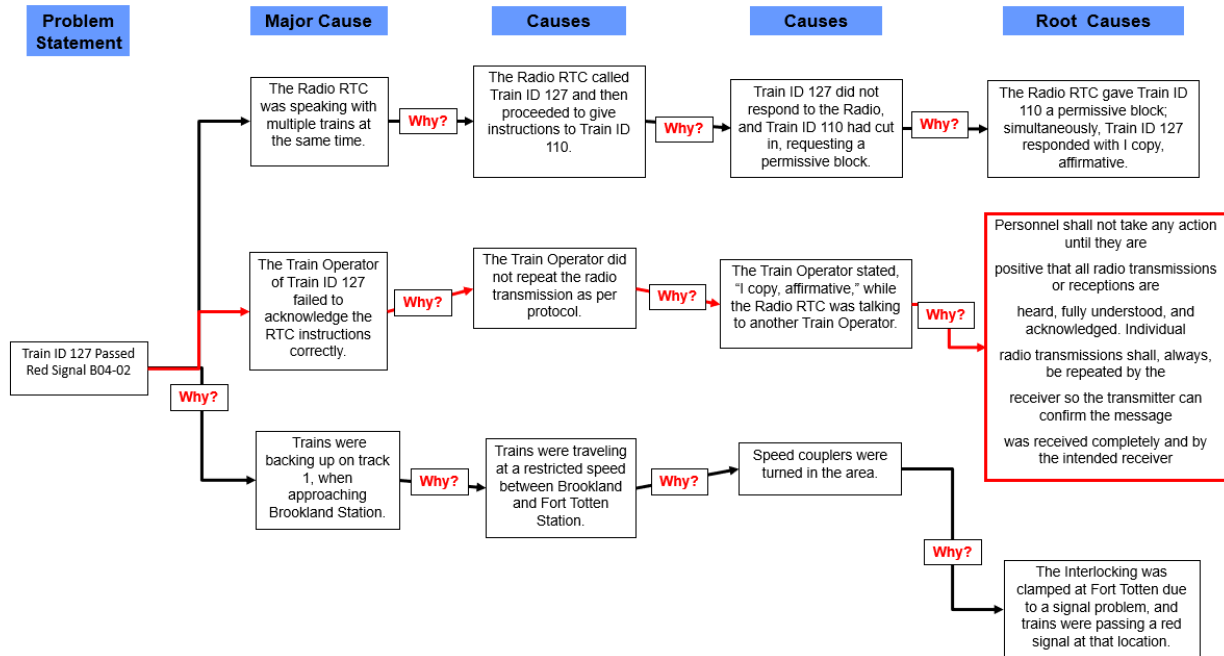 Problem
Statement
Major Cause
Causes
Causes
Root Causes
The Radio RTC
was speaking with
multiple trains at
the same time.
Why?
The Radio RTC called
Train ID 127 and then
proceeded to give
instructions to Train ID
110.
Why?
Train ID 127 did not
respond to the Radio,
and Train ID 110 had cut
in, requesting a
permissive block.
Why?
The Radio RTC gave Train ID
110 a permissive block;
simultaneously, Train ID 127
responded with I copy,
affirmative.
The Train Operator
of Train ID 127
failed to
acknowledge the
RTC instructions
correctly.
Why?
The Train Operator did
not repeat the radio
transmission as per
protocol.
Why?
The Train Operator stated,
“I copy, affirmative,” while
the Radio RTC was talking
to another Train Operator.
Why?
Personnel shall not take any action
until they are
positive that all radio transmissions
or receptions are
heard, fully understood, and
acknowledged. Individual
radio transmissions shall, always,
be repeated by the
receiver so the transmitter can
confirm the message
was received completely and by
the intended receiver
Train ID 127 Passed
Red Signal B04-02
Why?
Trains were
backing up on track
1, when
approaching
Brookland Station.
Why?
Trains were traveling
at a restricted speed
between Brookland
and Fort Totten
Station.
Why?
Speed couplers were
turned in the area.
Why?
The Interlocking was
clamped at Fort Totten due
to a signal problem, and
trains were passing a red
signal at that location.